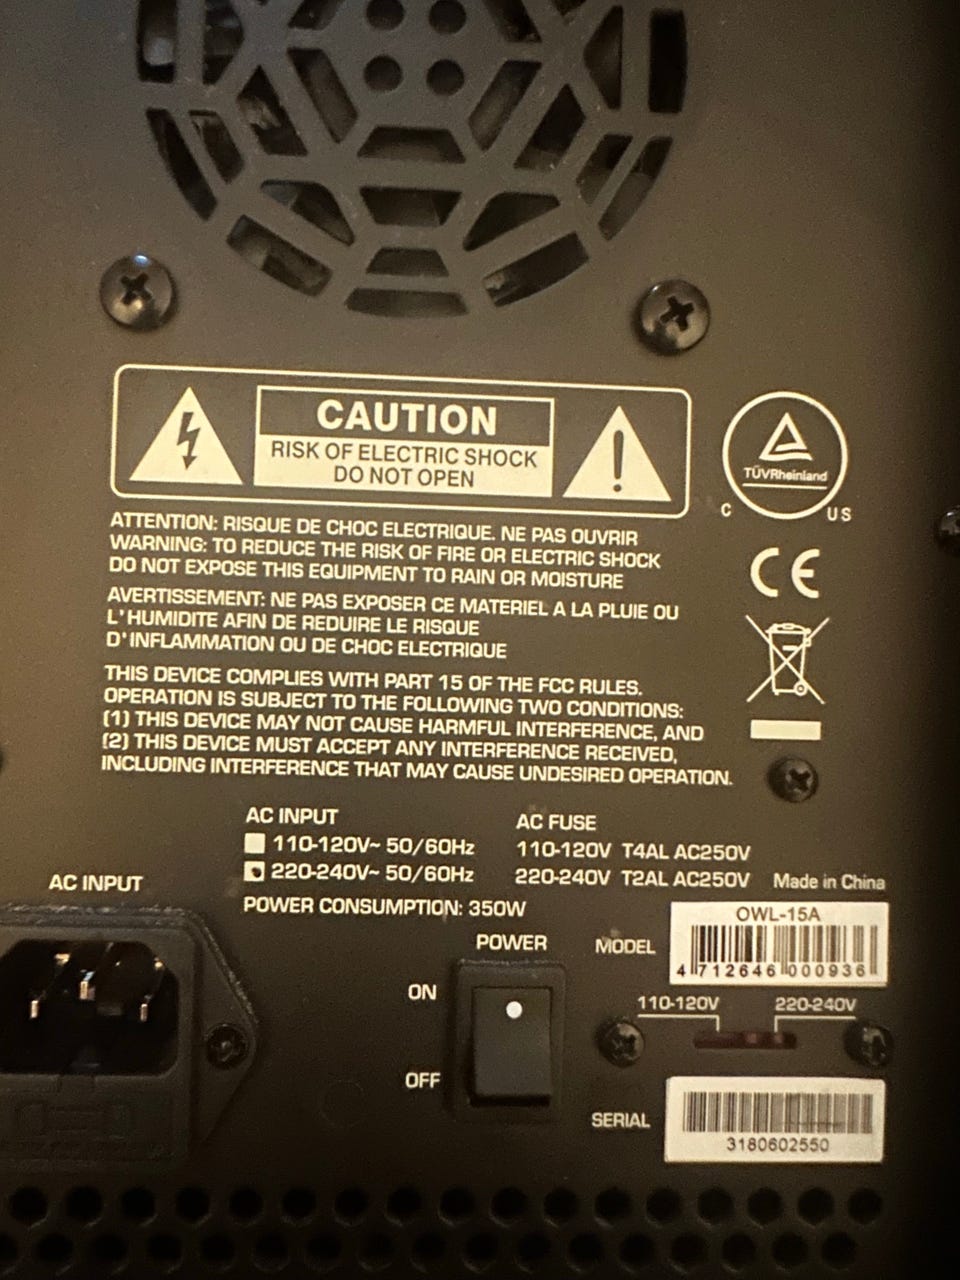 CAUTION
RISK OF ELECTRIC SHOCK
DO NOT OPEN
TÜVRheinland
C US
CE
ATTENTION: RISQUE DE CHOC ELECTRIQUE. NE PAS OUVRIR
WARNING: TO REDUCE THE RISK OF FIRE OR ELECTRIC SHOCK
DO NOT EXPOSE THIS EQUIPMENT TO RAIN OR MOISTURE
AVERTISSEMENT: NE PAS EXPOSER CE MATERIEL A LA PLUIE OU
L'HUMIDITE AFIN DE REDUIRE LE RISQUE
D'INFLAMMATION OU DE CHOC ELECTRIQUE
THIS DEVICE COMPLIES WITH PART 15 OF THE FCC RULES.
OPERATION IS SUBJECT TO THE FOLLOWING TWO CONDITIONS:
(1) THIS DEVICE MAY NOT CAUSE HARMFUL INTERFERENCE, AND
(2) THIS DEVICE MUST ACCEPT ANY INTERFERENCE RECEIVED,
INCLUDING INTERFERENCE THAT MAY CAUSE UNDESIRED OPERATION.
AC INPUT
110-120V~ 50/60Hz
220-240V~ 50/60Hz
POWER CONSUMPTION: 350W
AC FUSE
110-120V T4AL AC250V
220-240V T2AL AC250V
Made in China
AC INPUT
POWER
ON
OFF
MODEL
OWL-15A
4 712646 000936
110-120V 220-240V
SERIAL
3180602550